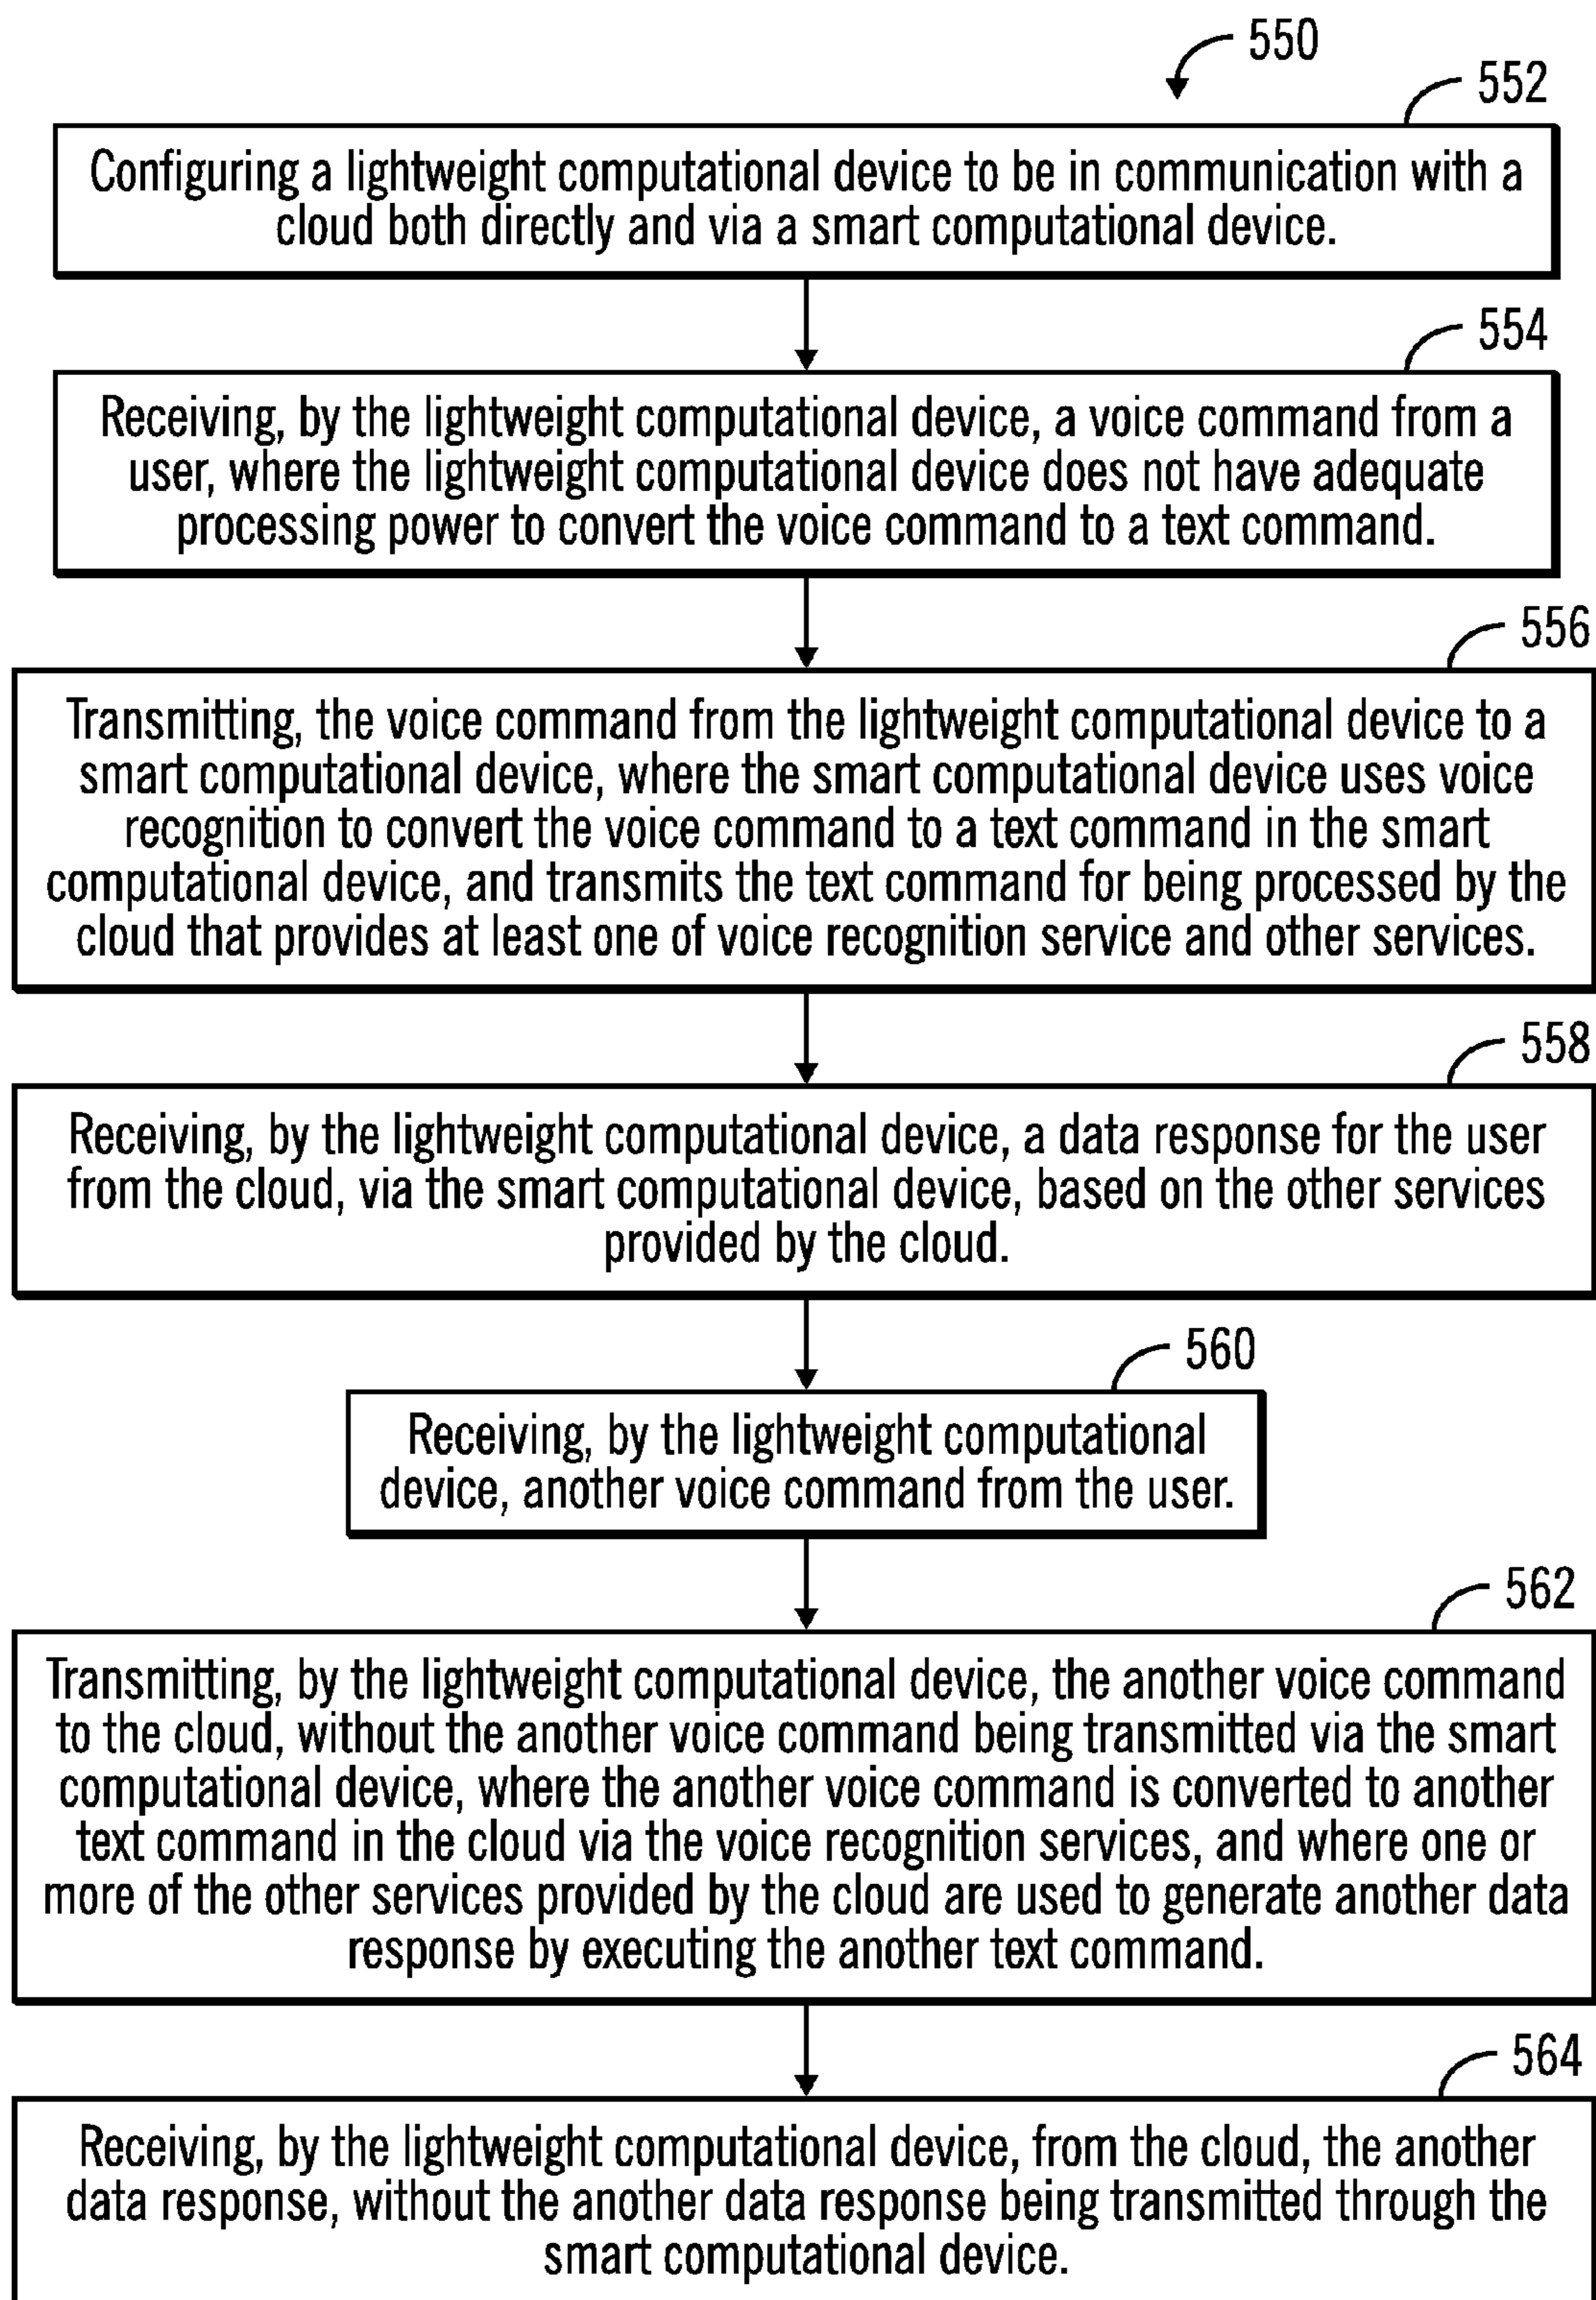 550
552
Configuring a lightweight computational device to be in communication with a
cloud both directly and via a smart computational device.
554
Receiving, by the lightweight computational device, a voice command from a
user, where the lightweight computational device does not have adequate
processing power to convert the voice command to a text command.
556
Transmitting, the voice command from the lightweight computational device to a
smart computational device, where the smart computational device uses voice
recognition to convert the voice command to a text command in the smart
computational device, and transmits the text command for being processed by the
cloud that provides at least one of voice recognition service and other services.
558
Receiving, by the lightweight computational device, a data response for the user
from the cloud, via the smart computational device, based on the other services
provided by the cloud.
560
Receiving, by the lightweight computational
device, another voice command from the user.
562
Transmitting, by the lightweight computational device, the another voice command
to the cloud, without the another voice command being transmitted via the smart
computational device, where the another voice command is converted to another
text command in the cloud via the voice recognition services, and where one or
more of the other services provided by the cloud are used to generate another data
response by executing the another text command.
564
Receiving, by the lightweight computational device, from the cloud, the another
data response, without the another data response being transmitted through the
smart computational device.